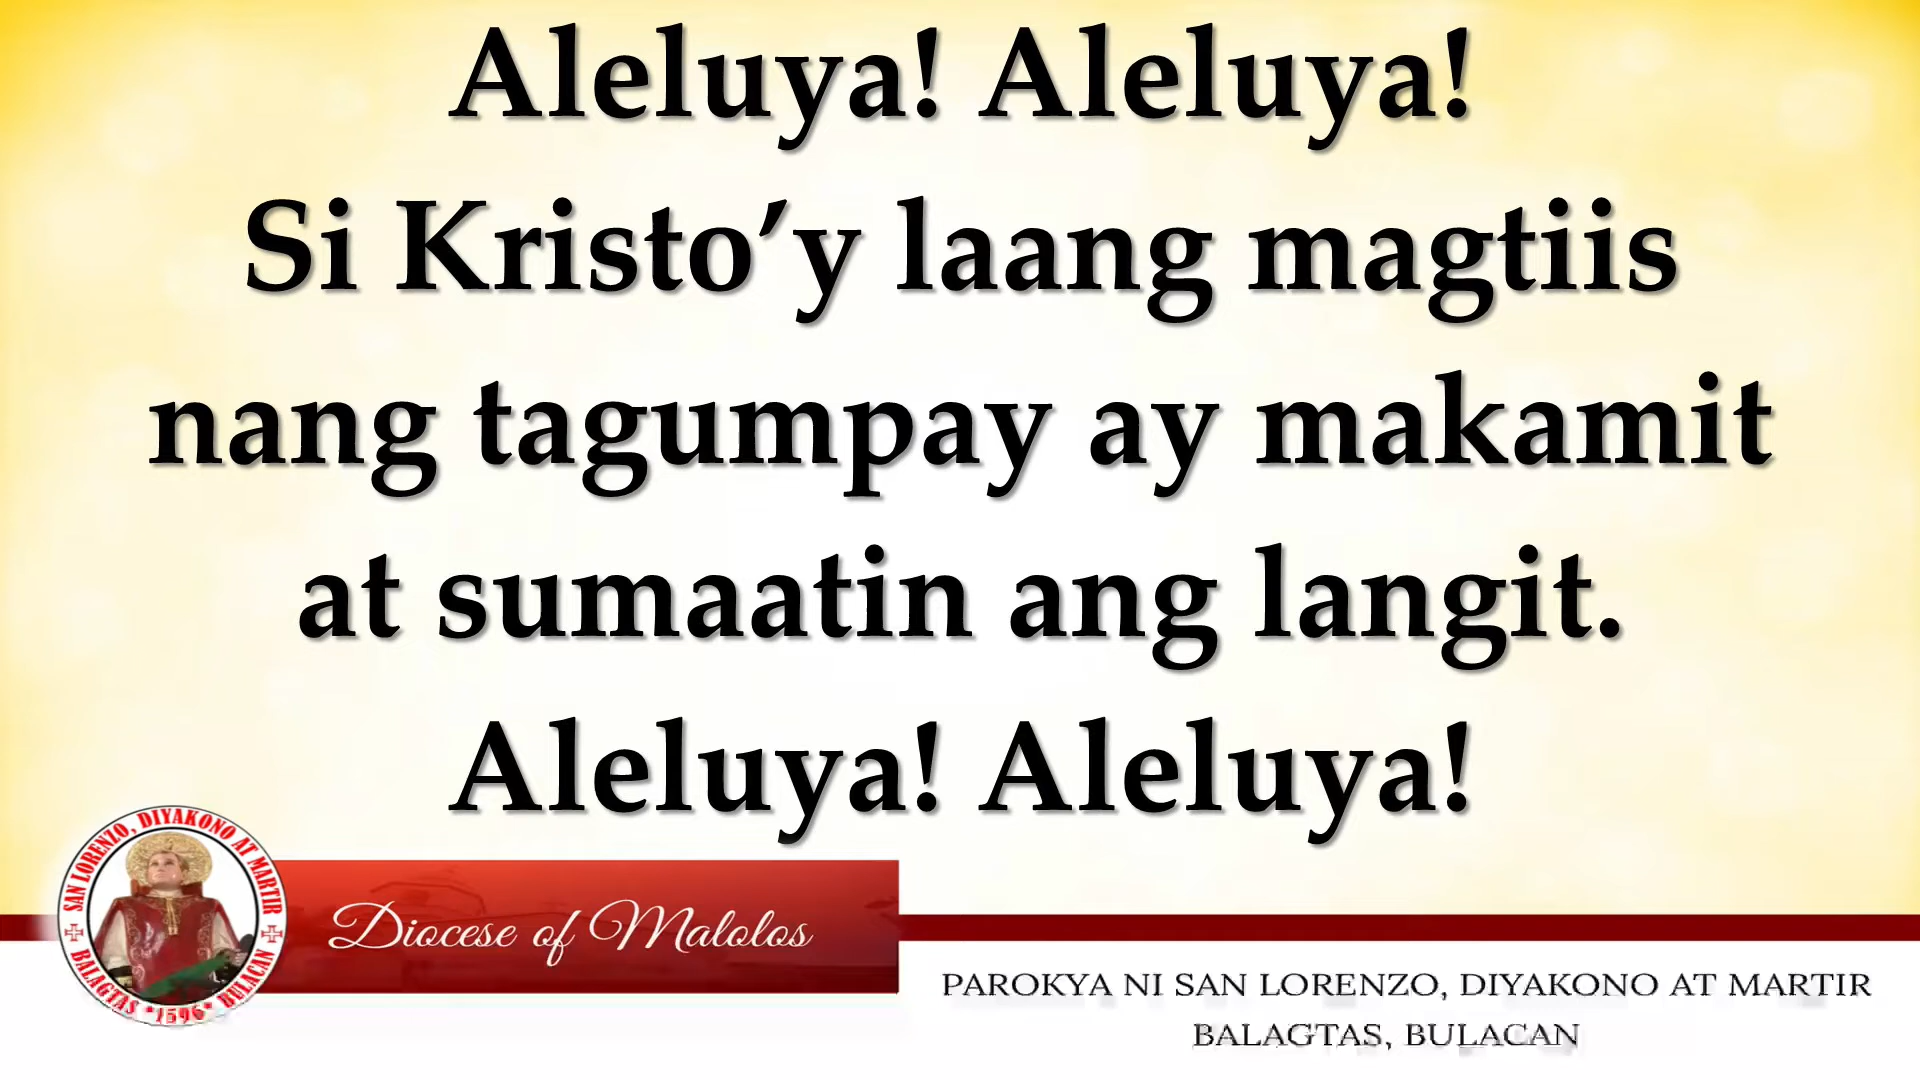 Aleluya! Aleluya!
Si Kristo’y laang magtiis
nang tagumpay ay makamit
at sumaatin ang langit.
Aleluya! Aleluya!
SAN LORENZO, DIYAKONO AT MARTIR
BALAGTAS *1596* BULACAN
Diocese of Malolos
PAROKYA NI SAN LORENZO, DIYAKONO AT MARTIR
BALAGTAS, BULACAN